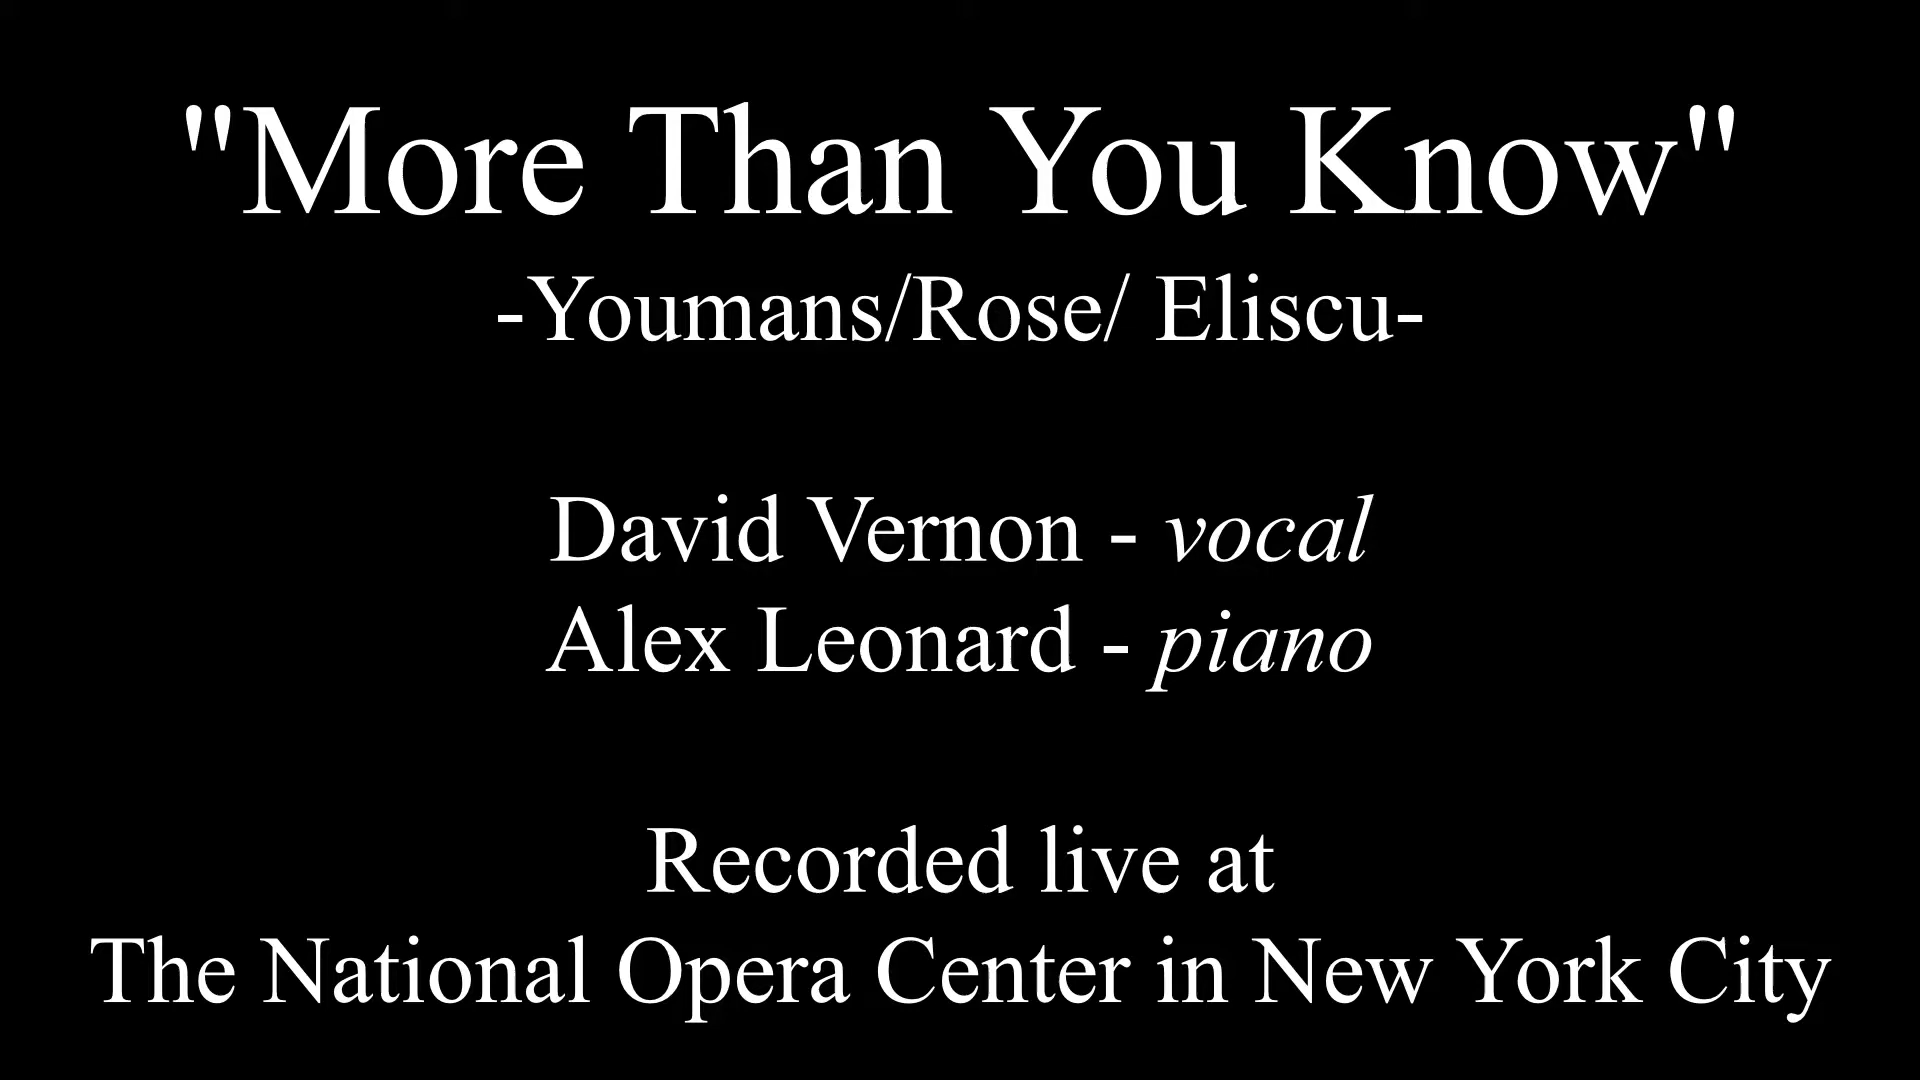 "More Than You Know"
-Youmans/Rose/ Eliscu-
David Vernon - vocal
Alex Leonard - piano
Recorded live at
The National Opera Center in New York City